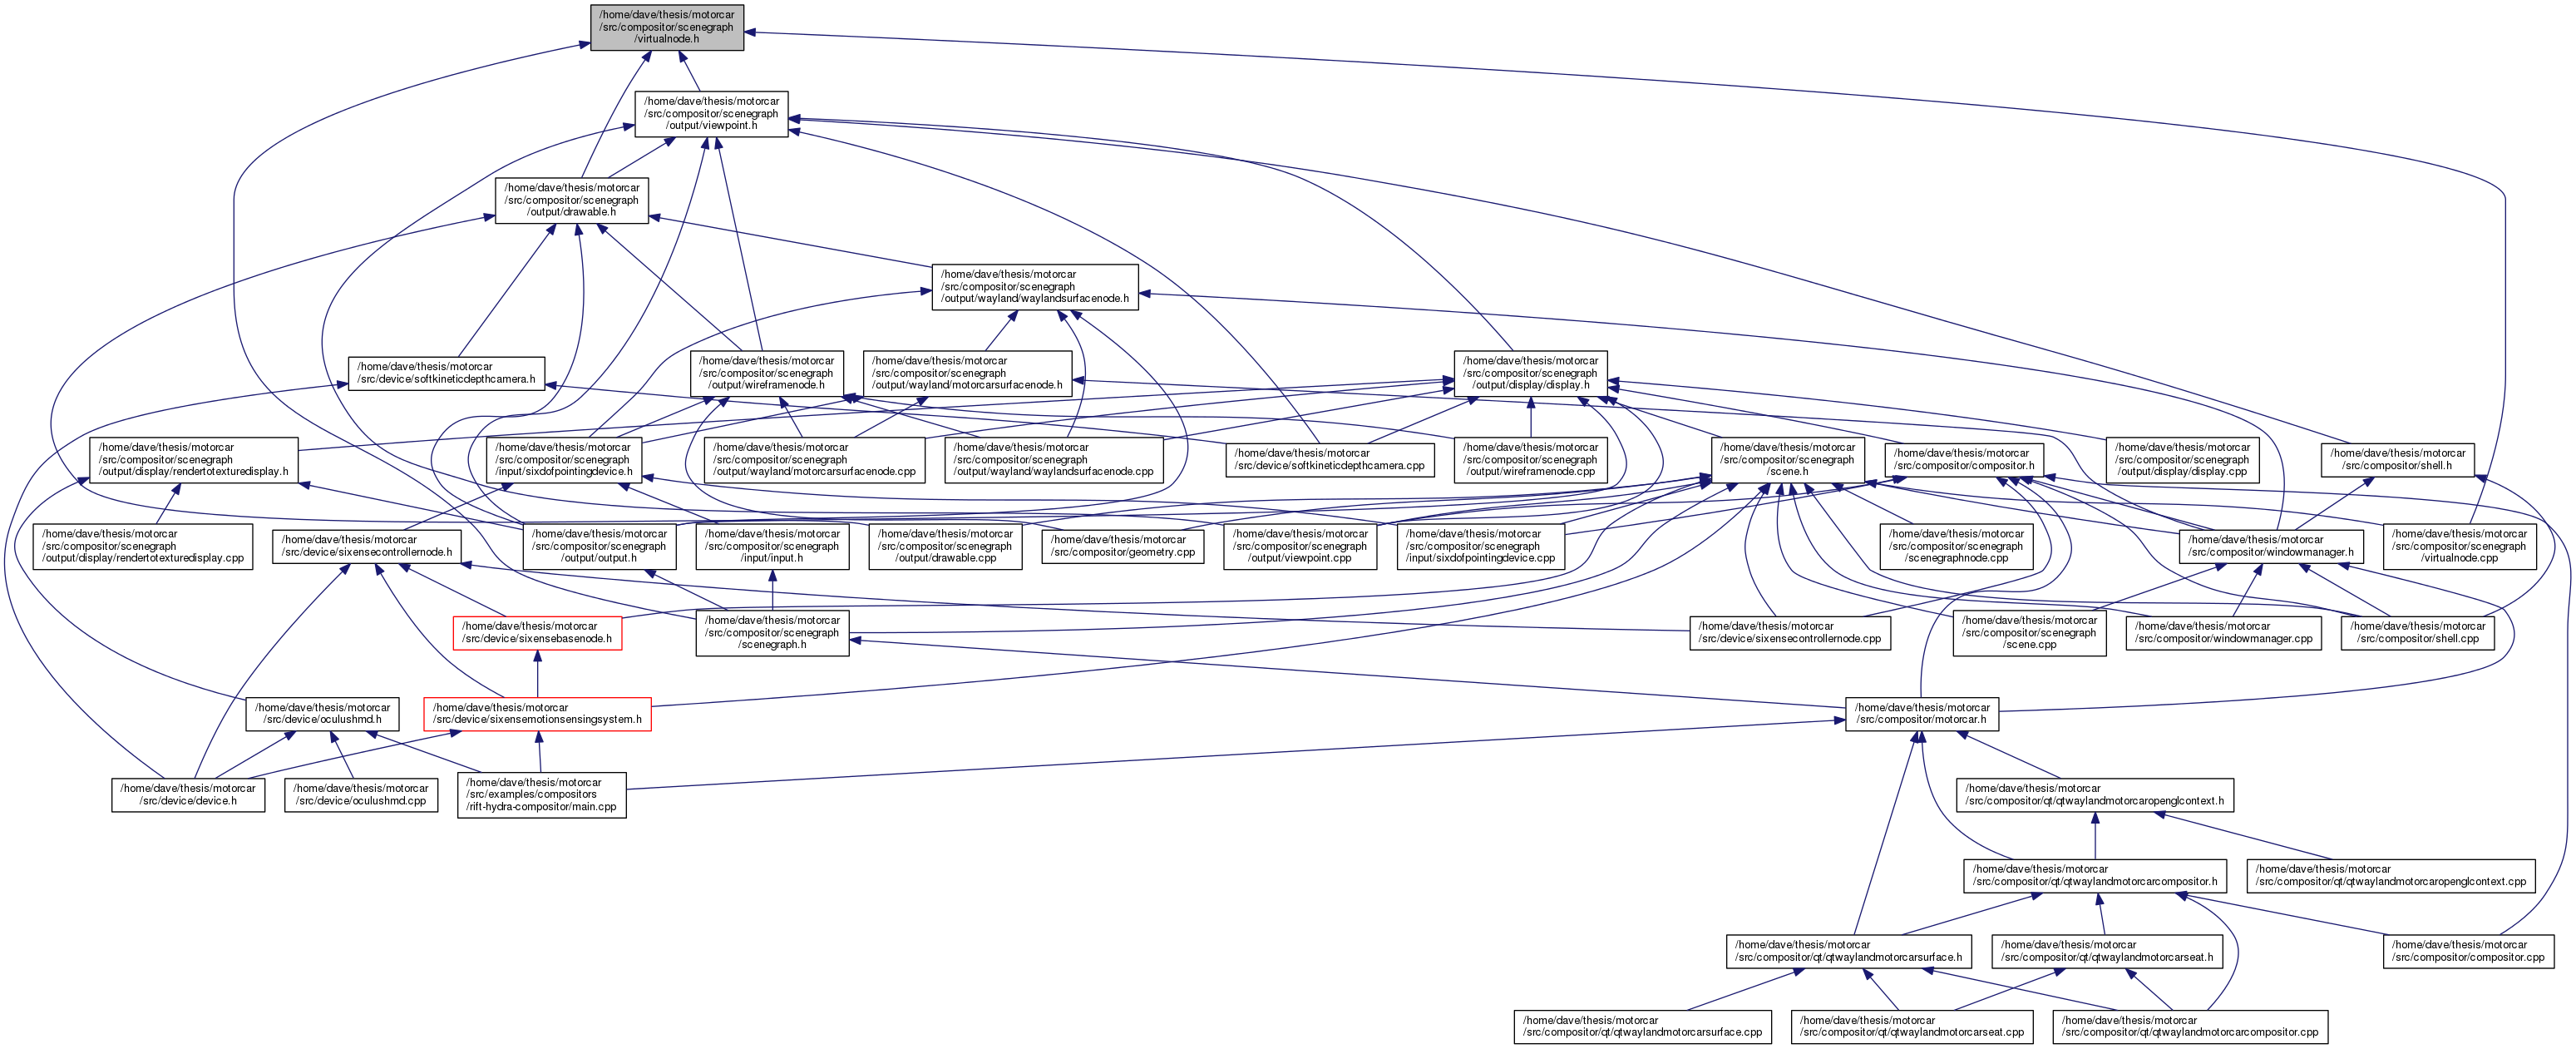 /home/dave/thesis/motorcar
/src/compositor/scenegraph
/virtualnode.h
/home/dave/thesis/motorcar
/src/compositor/scenegraph
/output/viewpoint.h
/home/dave/thesis/motorcar
/src/compositor/scenegraph
/output/drawable.h
/home/dave/thesis/motorcar
/src/compositor/scenegraph
/output/wayland/waylandsurfacenode.h
/home/dave/thesis/motorcar
/src/device/softkineticdepthcamera.h
/home/dave/thesis/motorcar
/src/compositor/scenegraph
/output/wireframenode.h
/home/dave/thesis/motorcar
/src/compositor/scenegraph
/output/wayland/motorcarsurfacenode.h
/home/dave/thesis/motorcar
/src/compositor/scenegraph
/output/display/display.h
/home/dave/thesis/motorcar
/src/compositor/scenegraph
/output/display/rendertotexturedisplay.h
/home/dave/thesis/motorcar
/src/compositor/scenegraph
/input/sixdofpointingdevice.h
/home/dave/thesis/motorcar
/src/compositor/scenegraph
/output/wayland/motorcarsurfacenode.cpp
/home/dave/thesis/motorcar
/src/compositor/scenegraph
/output/wayland/waylandsurfacenode.cpp
/home/dave/thesis/motorcar
/src/device/softkineticdepthcamera.cpp
/home/dave/thesis/motorcar
/src/compositor/scenegraph
/output/wireframenode.cpp
/home/dave/thesis/motorcar
/src/compositor/scenegraph
/scene.h
/home/dave/thesis/motorcar
/src/compositor/compositor.h
/home/dave/thesis/motorcar
/src/compositor/scenegraph
/output/display/display.cpp
/home/dave/thesis/motorcar
/src/compositor/shell.h
/home/dave/thesis/motorcar
/src/compositor/scenegraph
/output/display/rendertotexturedisplay.cpp
/home/dave/thesis/motorcar
/src/device/sixensecontrollernode.h
/home/dave/thesis/motorcar
/src/compositor/scenegraph
/output/output.h
/home/dave/thesis/motorcar
/src/compositor/scenegraph
/input/input.h
/home/dave/thesis/motorcar
/src/compositor/scenegraph
/output/drawable.cpp
/home/dave/thesis/motorcar
/src/compositor/geometry.cpp
/home/dave/thesis/motorcar
/src/compositor/scenegraph
/output/viewpoint.cpp
/home/dave/thesis/motorcar
/src/compositor/scenegraph
/input/sixdofpointingdevice.cpp
/home/dave/thesis/motorcar
/src/compositor/scenegraph
/scenegraphnode.cpp
/home/dave/thesis/motorcar
/src/compositor/windowmanager.h
/home/dave/thesis/motorcar
/src/compositor/scenegraph
/virtualnode.cpp
/home/dave/thesis/motorcar
/src/device/sixensebasenode.h
/home/dave/thesis/motorcar
/src/compositor/scenegraph
/scenegraph.h
/home/dave/thesis/motorcar
/src/device/sixensecontrollernode.cpp
/home/dave/thesis/motorcar
/src/compositor/scenegraph
/scene.cpp
/home/dave/thesis/motorcar
/src/compositor/windowmanager.cpp
/home/dave/thesis/motorcar
/src/compositor/shell.cpp
/home/dave/thesis/motorcar
/src/device/oculushmd.h
/home/dave/thesis/motorcar
/src/device/sixensemotionsensingsystem.h
/home/dave/thesis/motorcar
/src/compositor/motorcar.h
/home/dave/thesis/motorcar
/src/device/device.h
/home/dave/thesis/motorcar
/src/device/oculushmd.cpp
/home/dave/thesis/motorcar
/src/examples/compositors
/rift-hydra-compositor/main.cpp
/home/dave/thesis/motorcar
/src/compositor/qt/qtwaylandmotorcaropenglcontext.h
/home/dave/thesis/motorcar
/src/compositor/qt/qtwaylandmotorcarcompositor.h
/home/dave/thesis/motorcar
/src/compositor/qt/qtwaylandmotorcaropenglcontext.cpp
/home/dave/thesis/motorcar
/src/compositor/qt/qtwaylandmotorcarsurface.h
/home/dave/thesis/motorcar
/src/compositor/qt/qtwaylandmotorcarseat.h
/home/dave/thesis/motorcar
/src/compositor/compositor.cpp
/home/dave/thesis/motorcar
/src/compositor/qt/qtwaylandmotorcarsurface.cpp
/home/dave/thesis/motorcar
/src/compositor/qt/qtwaylandmotorcarseat.cpp
/home/dave/thesis/motorcar
/src/compositor/qt/qtwaylandmotorcarcompositor.cpp